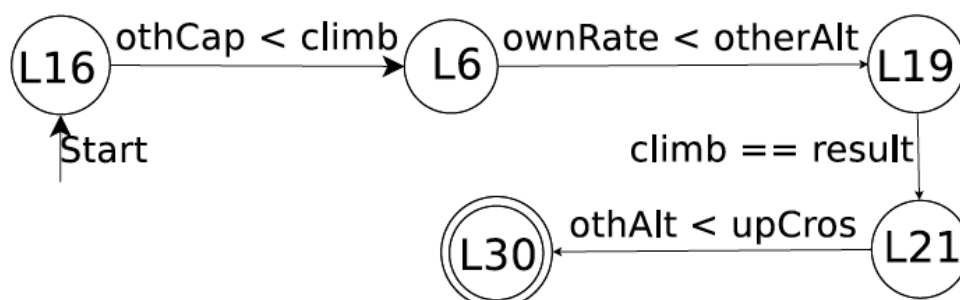 othCap < climb
ownRate < otherAlt
L16
L6
L19
Start
climb == result
othAlt < upCros
L30
L21